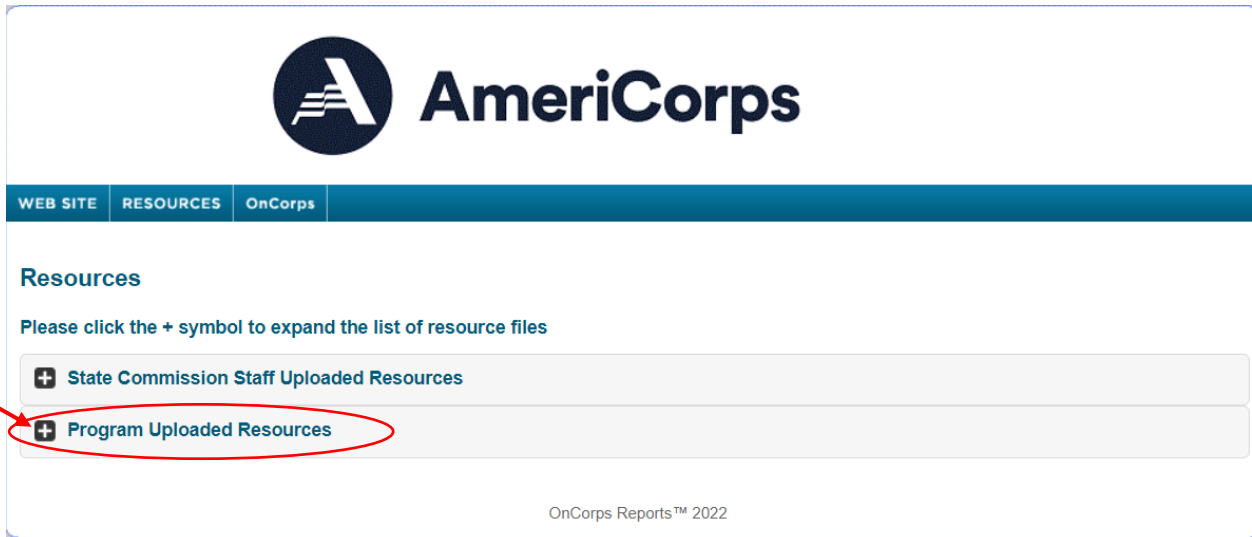 AmeriCorps
WEB SITE RESOURCES OnCorps
Resources
Please click the + symbol to expand the list of resource files
State Commission Staff Uploaded Resources
Program Uploaded Resources
OnCorps Reports™ 2022